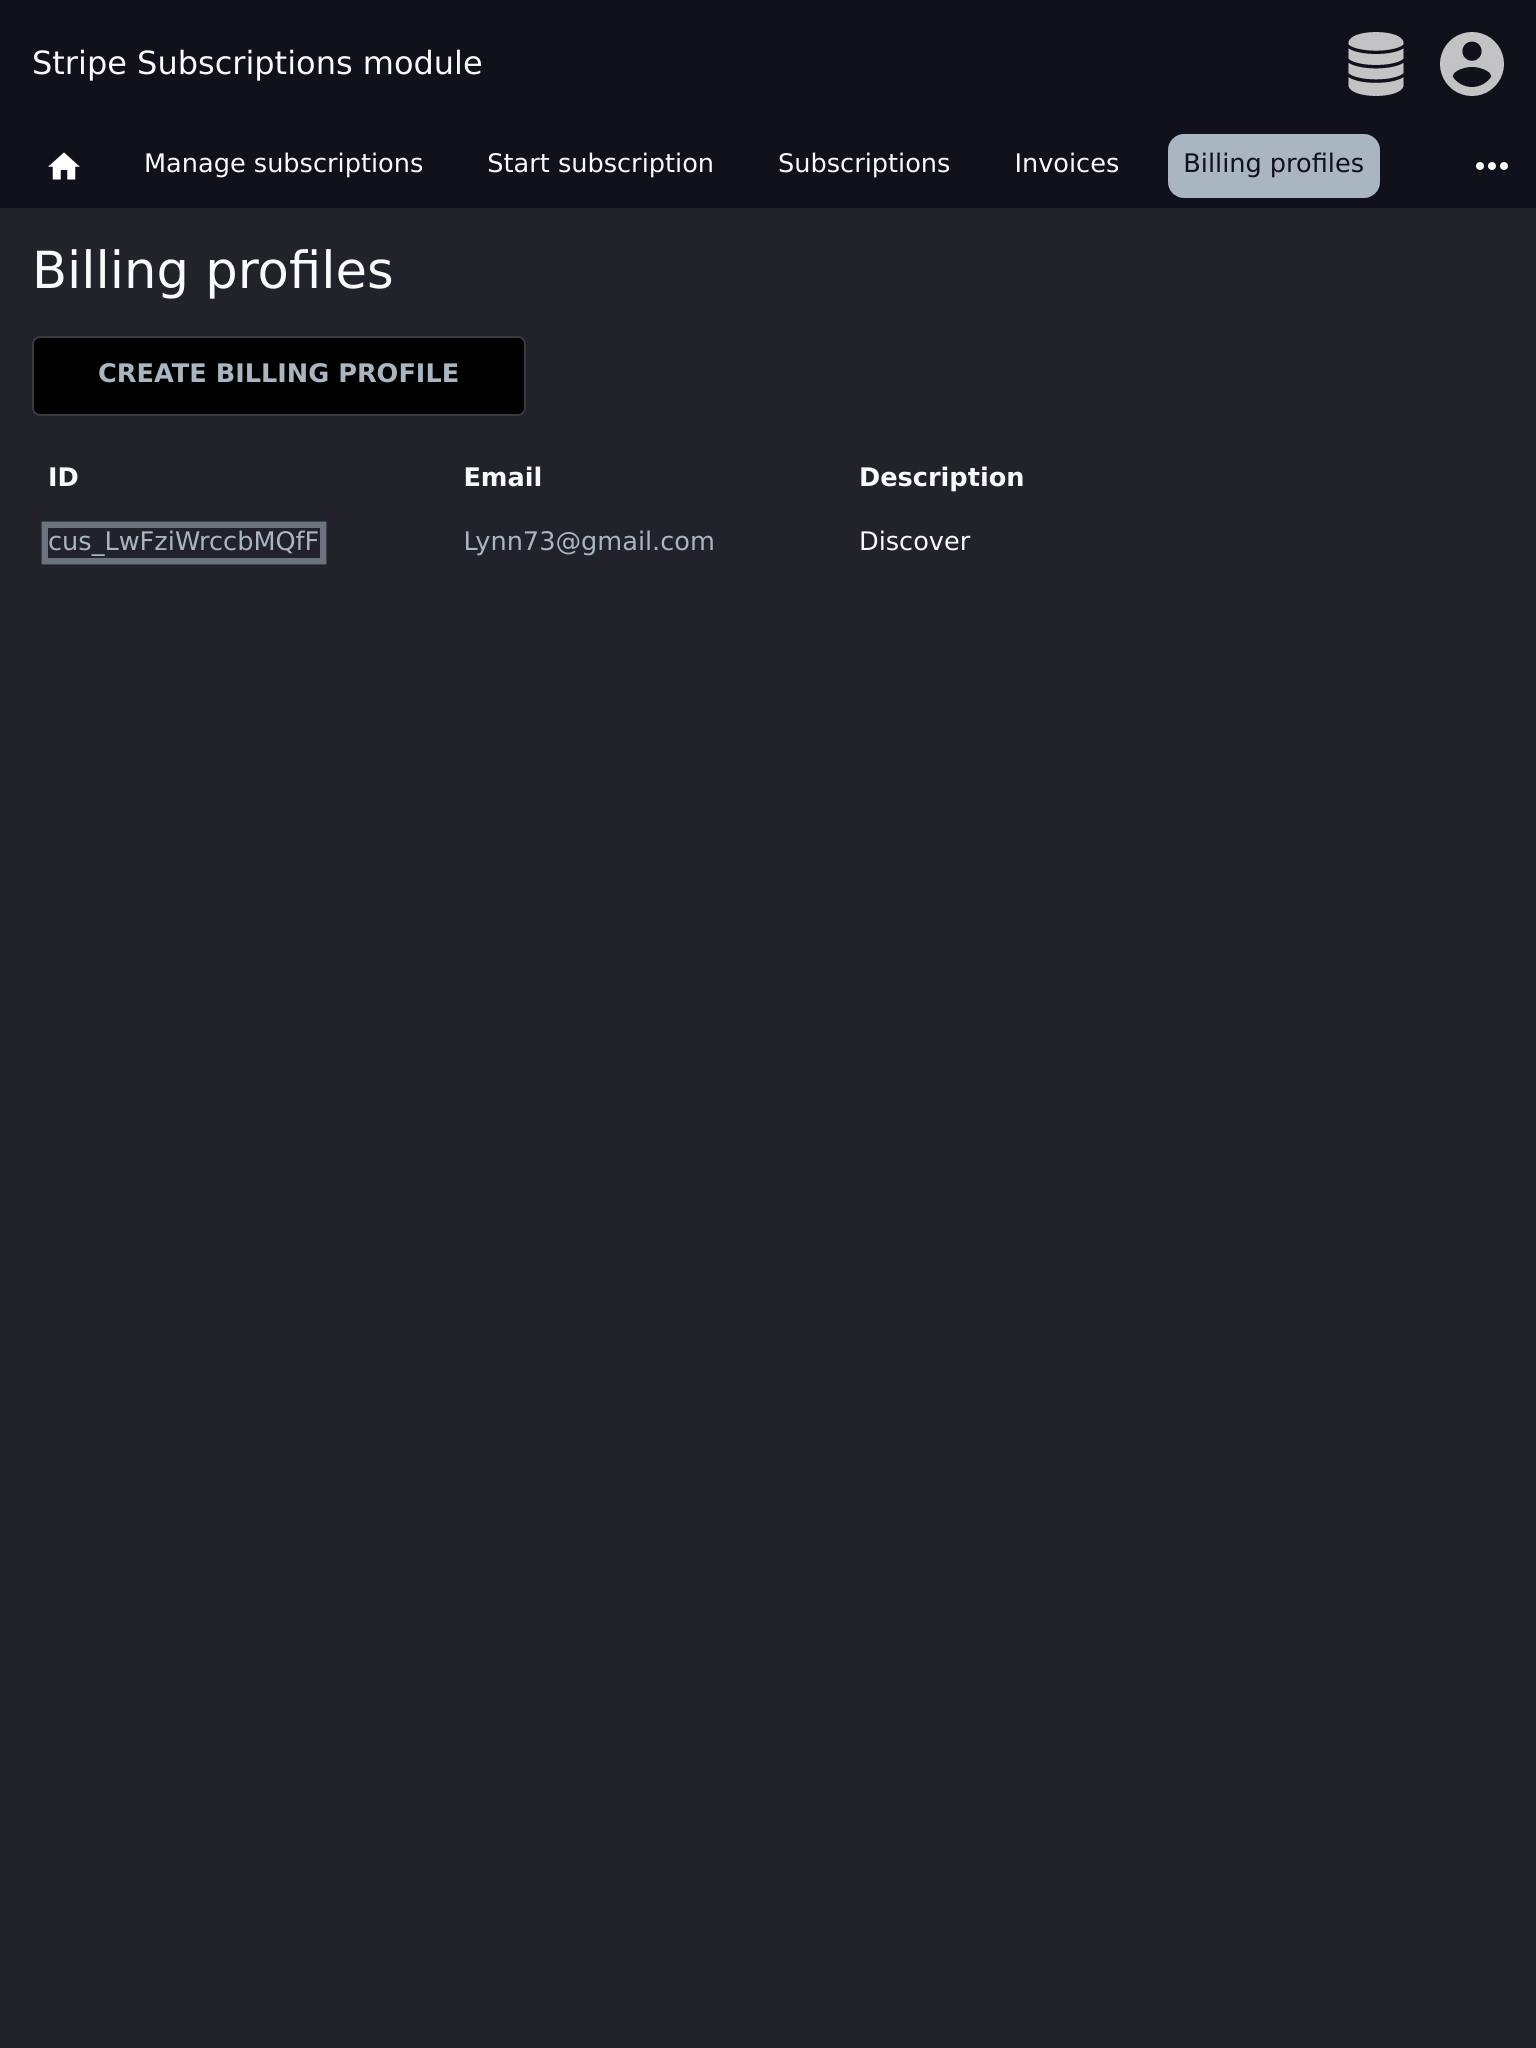 Stripe Subscriptions module
Manage subscriptions Start subscription Subscriptions Invoices Billing profiles
Billing profiles
CREATE BILLING PROFILE
ID Email Description
cus_LwFziWrccbMQfF Lynn73@gmail.com Discover